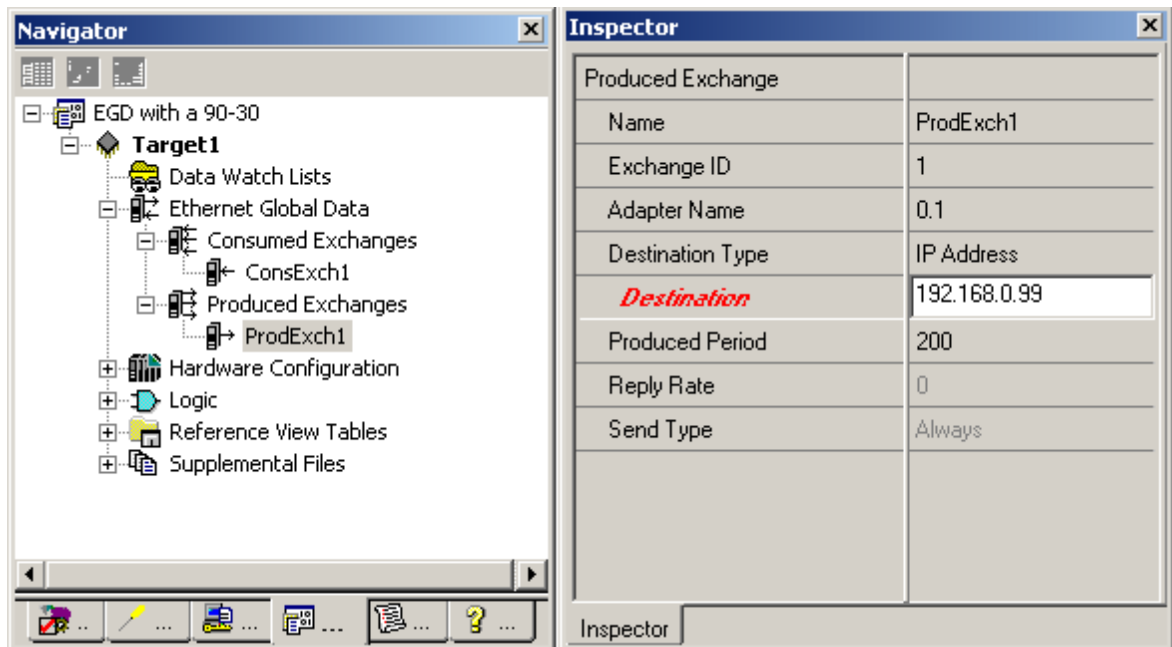 Navigator
EGD with a 90-30
Target1
Data Watch Lists
Ethernet Global Data
Consumed Exchanges
ConsExch1
Produced Exchanges
ProdExch1
Hardware Configuration
Logic
Reference View Tables
Supplemental Files
.. ... ... ... ... ...
Inspector
Produced Exchange
Name ProdExch1
Exchange ID 1
Adapter Name 0.1
Destination Type IP Address
Destination 192.168.0.99
Produced Period 200
Reply Rate 0
Send Type Always
Inspector